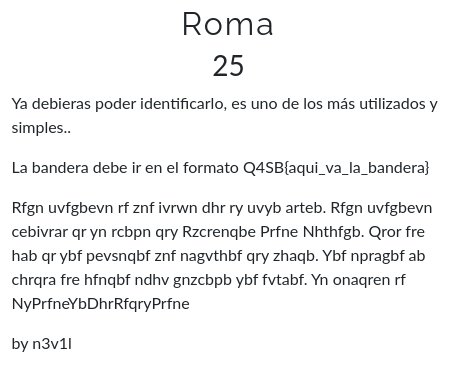 Roma
25
Ya debieras poder identificarlo, es uno de los más utilizados y
simples..
La bandera debe ir en el formato Q4SB{aqui_va_la_bandera}
Rfgn uvfgbevn rf znf ivrwn dhr ry uvyb arteb. Rfgn uvfgbevn
cebivrar qr yn rcbpn qry Rzcrenqbe Prfne Nhthfgb. Qror fre
hab qr ybf pevsnqbf znf nagvthbf qry zhaqb. Ybf npragbf ab
chrqra fre hfnqbf ndhv gnzcbpb ybf fvtabf. Yn onaqren rf
NyPrfneYbDhrRfqryPrfne
by n3v1l